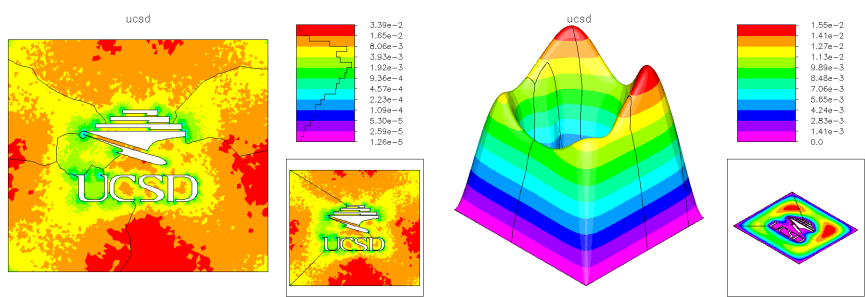 ucsd
3.39e-2
1.65e-2
8.06e-3
3.93e-3
1.92e-3
9.36e-4
4.57e-4
2.23e-4
1.09e-4
5.30e-5
2.59e-5
1.26e-5
UCSD
UCSD
ucsd
1.55e-2
1.41e-2
1.27e-2
1.13e-2
9.89e-3
8.48e-3
7.06e-3
5.65e-3
4.24e-3
2.83e-3
1.41e-3
0.0
UCSD